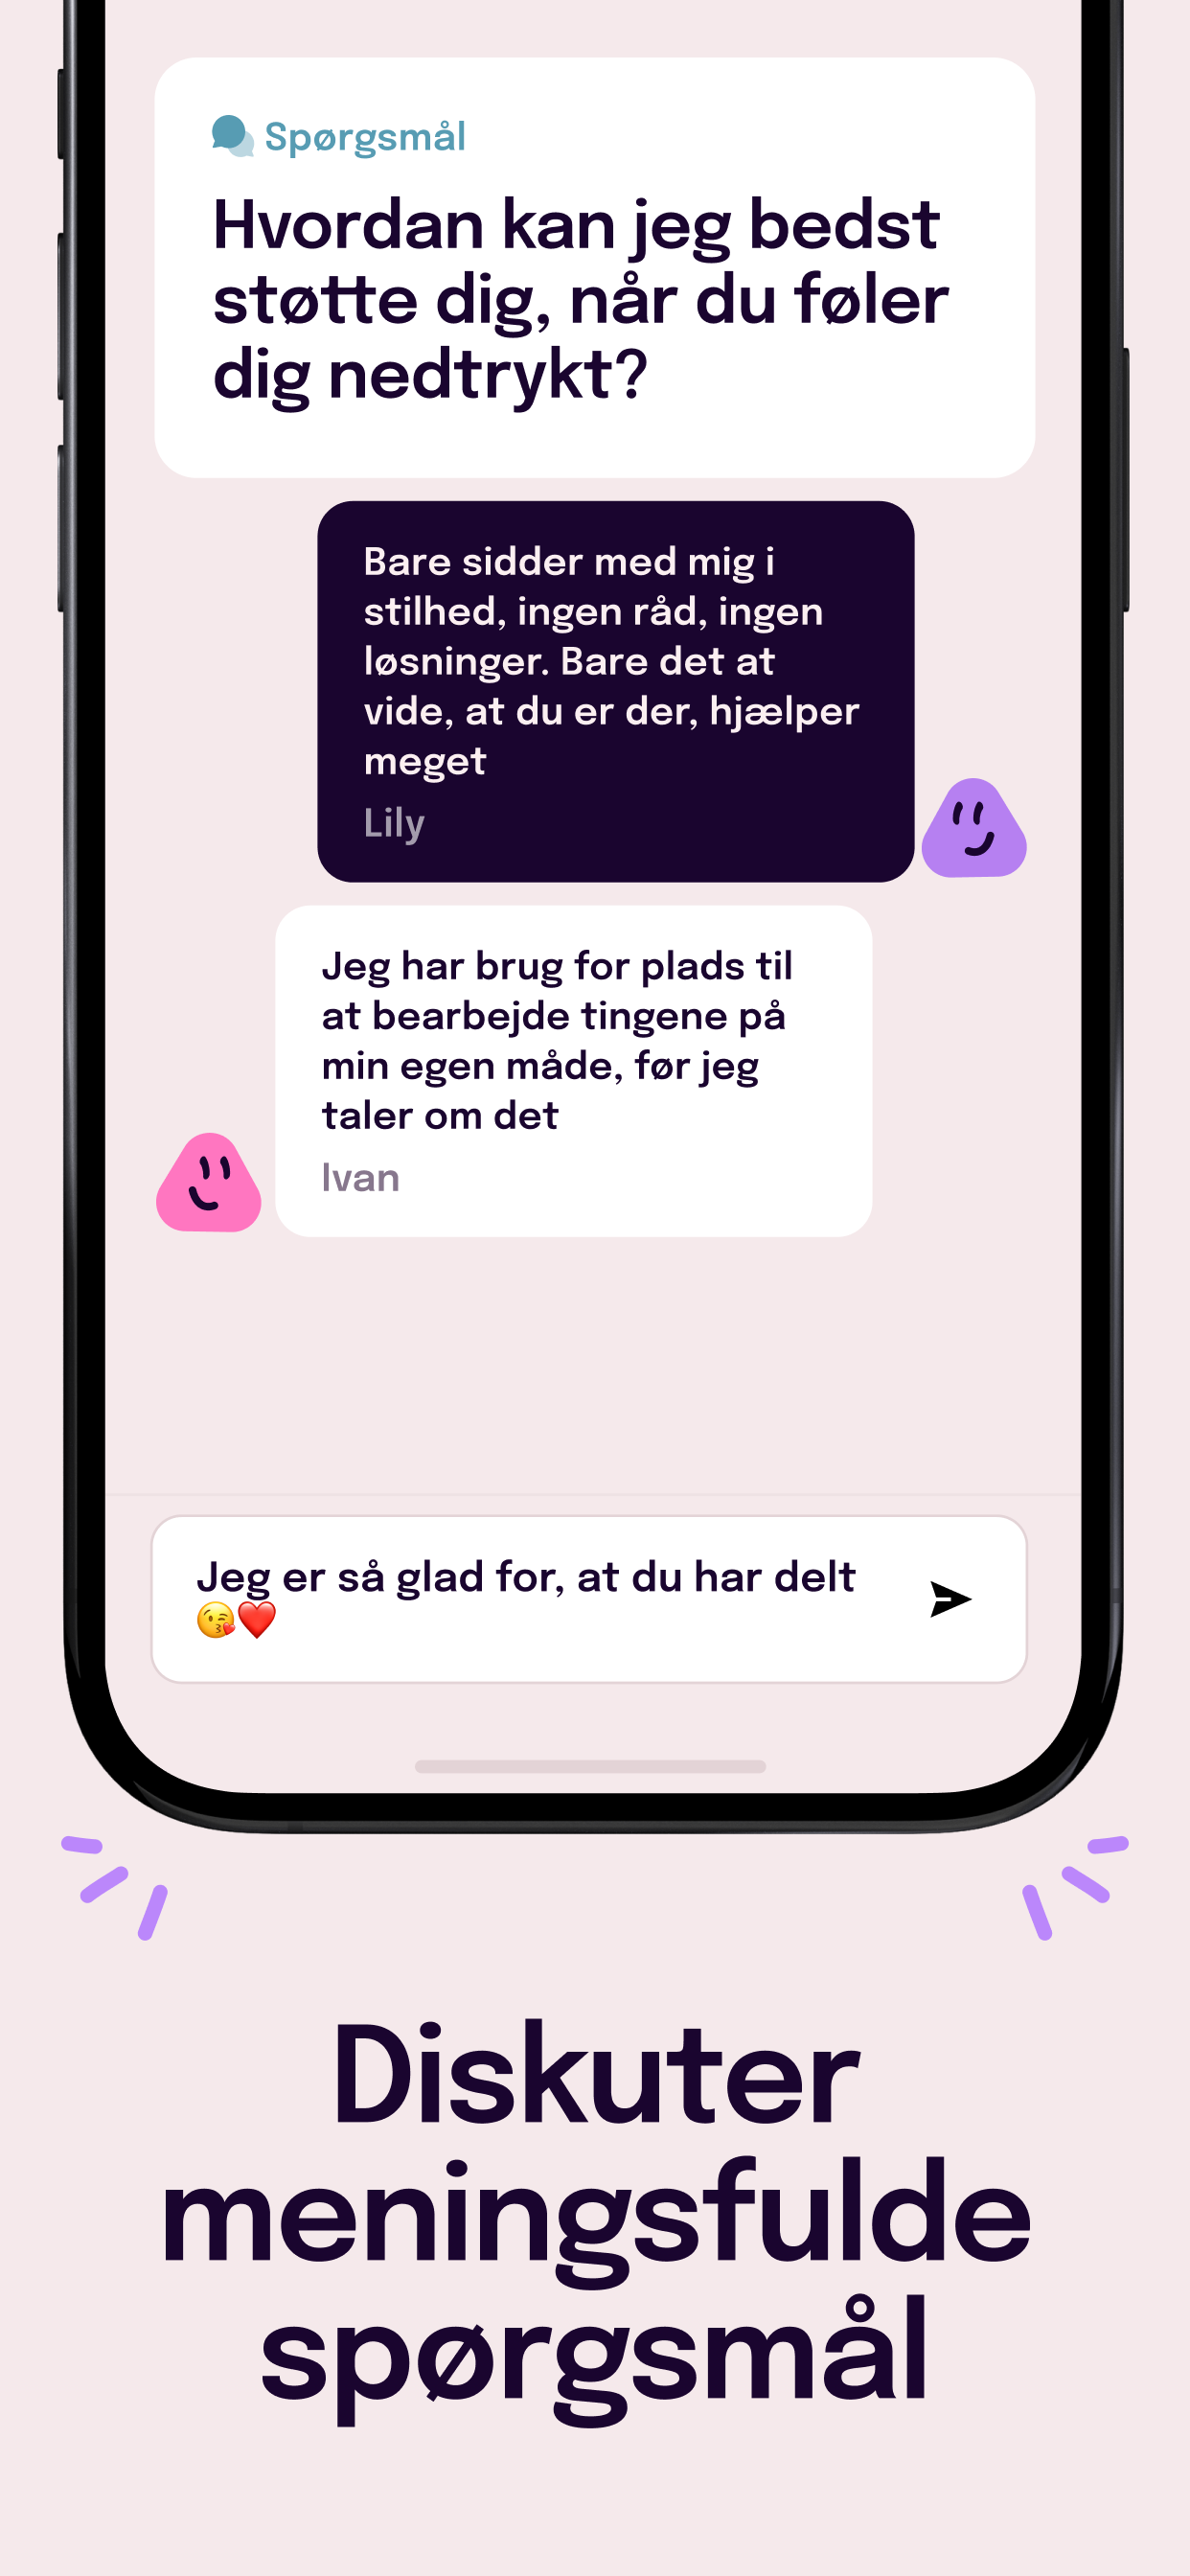 Spørgsmål
Hvordan kan jeg bedst
støtte dig, når du føler
dig nedtrykt?
Bare sidder med mig i
stilhed, ingen råd, ingen
løsninger. Bare det at
vide, at du er der, hjælper
meget
Lily
Jeg har brug for plads til
at bearbejde tingene på
min egen måde, før jeg
taler om det
Ivan
Jeg er så glad for, at du har delt
😘❤️
Diskuter
meningsfulde
spørgsmål